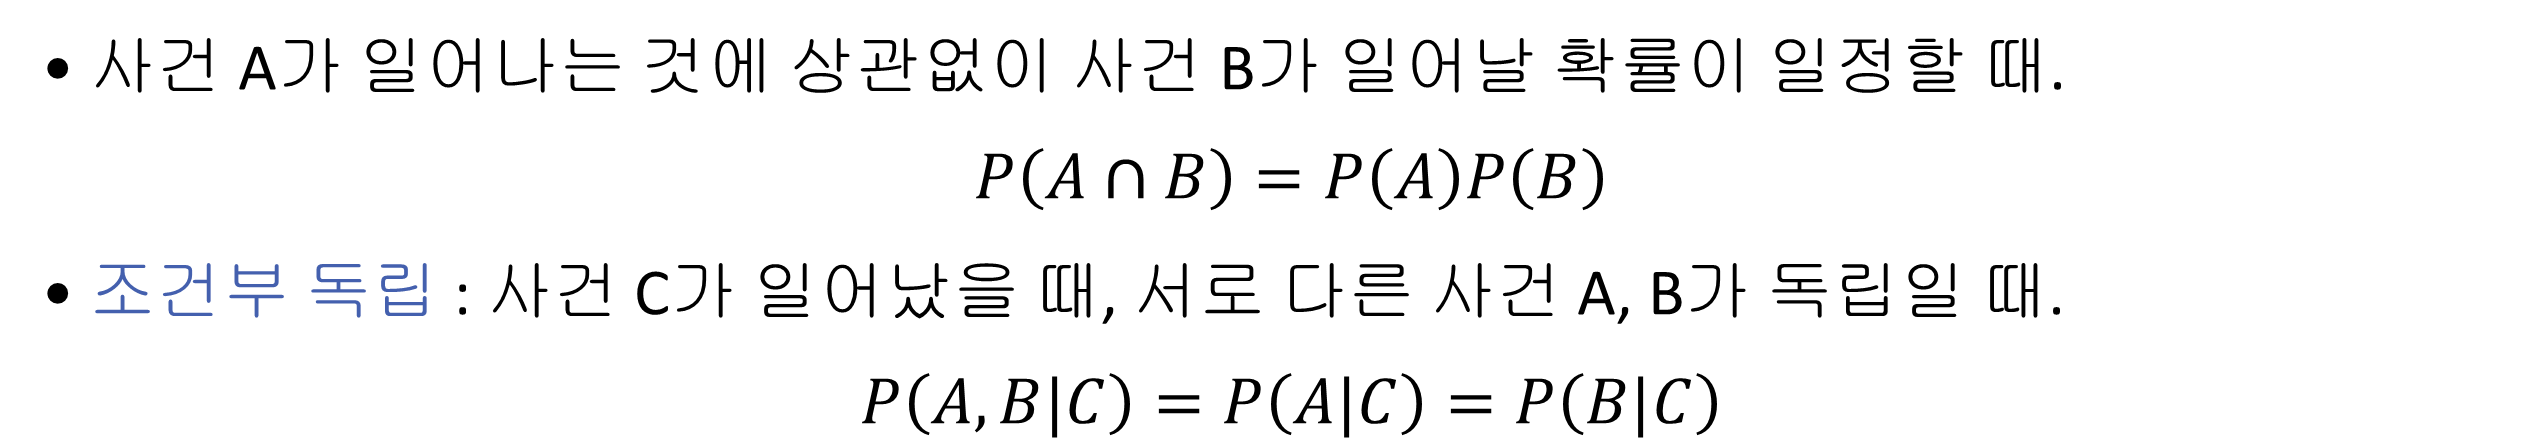 • 사건 A가 일어나는 것에 상관없이 사건 B가 일어날 확률이 일정할 때.
P(A ∩ B) = P(A)P(B)
• 조건부 독립 : 사건 C가 일어났을 때, 서로 다른 사건 A, B가 독립일 때.
P(A, B|C) = P(A|C) = P(B|C)